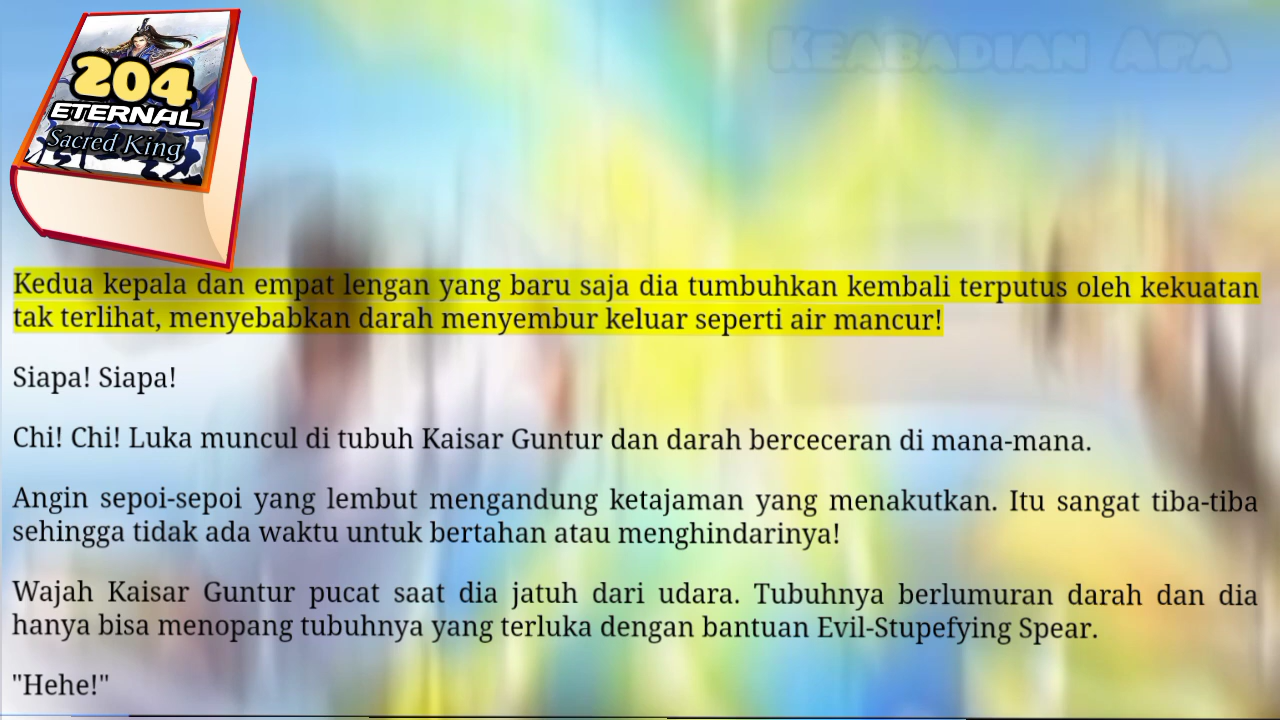 204
ETERNAL
Sacred King
Keabadian Apa
Kedua kepala dan empat lengan yang baru saja dia tumbuhkan kembali terputus oleh kekuatan
tak terlihat, menyebabkan darah menyembur keluar seperti air mancur!
Siapa! Siapa!
Chi! Chi! Luka muncul di tubuh Kaisar Guntur dan darah berceceran di mana-mana.
Angin sepoi-sepoi yang lembut mengandung ketajaman yang menakutkan. Itu sangat tiba-tiba
sehingga tidak ada waktu untuk bertahan atau menghindarinya!
Wajah Kaisar Guntur pucat saat dia jatuh dari udara. Tubuhnya berlumuran darah dan dia
hanya bisa menopang tubuhnya yang terluka dengan bantuan Evil-Stupefying Spear.
"Hehe!"